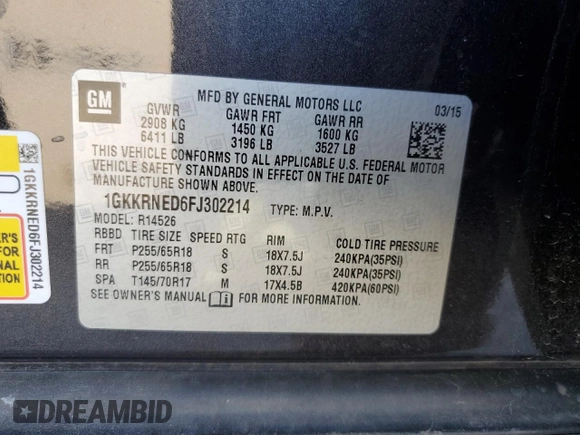 GM
MFD BY GENERAL MOTORS LLC
03/15
GVWR GAWR FRT GAWR RR
2908 KG 1450 KG 1600 KG
6411 LB 3196 LB 3527 LB
THIS VEHICLE CONFORMS TO ALL APPLICABLE U.S. FEDERAL MOTOR
VEHICLE SAFETY STANDARDS IN EFFECT ON THE DATE OF
MANUFACTURE SHOWN ABOVE.
1GKKRNED6FJ302214 TYPE: M.P.V.
MODEL: R14526
RBBD TIRE SIZE SPEED RTG RIM COLD TIRE PRESSURE
FRT P255/65R18 S 18X7.5J 240KPA(35PSI)
RR P255/65R18 S 18X7.5J 240KPA(35PSI)
SPA T145/70R17 M 17X4.5B 420KPA(60PSI)
SEE OWNER'S MANUAL FOR MORE INFORMATION
1GKKRNED6FJ302214
ER'S
FOR
NAL
TION
DREAMBID